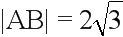 |AB| = 2√3